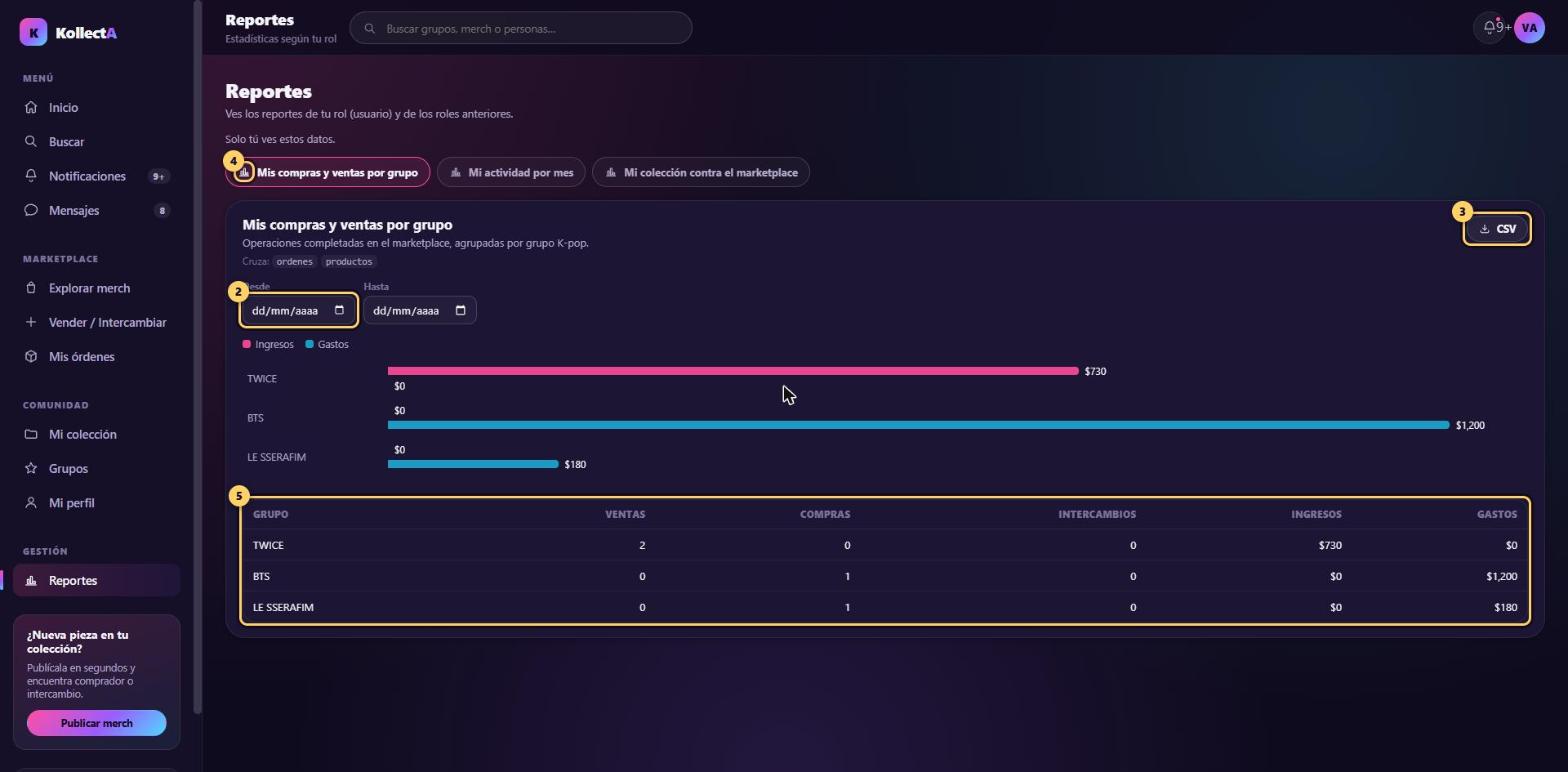 K KollectA
MENÚ
Inicio
Buscar
Notificaciones 9+
Mensajes 8
MARKETPLACE
Explorar merch
Vender / Intercambiar
Mis órdenes
COMUNIDAD
Mi colección
Grupos
Mi perfil
GESTIÓN
Reportes
¿Nueva pieza en tu
colección?
Publícala en segundos y
encuentra comprador o
intercambio.
Publicar merch
Reportes
Estadísticas según tu rol
Buscar grupos, merch o personas...
9+ VA
Reportes
Ves los reportes de tu rol (usuario) y de los roles anteriores.
Solo tú ves estos datos.
4 Mis compras y ventas por grupo Mi actividad por mes Mi colección contra el marketplace
Mis compras y ventas por grupo
3 CSV
Operaciones completadas en el marketplace, agrupadas por grupo K-pop.
Cruza: ordenes productos
2 Hasta
dd/mm/aaaa dd/mm/aaaa
Ingresos Gastos
TWICE $730
$0
BTS $0
$1,200
LE SSERAFIM $0
$180
5
GRUPO VENTAS COMPRAS INTERCAMBIOS INGRESOS GASTOS
TWICE 2 0 0 $730 $0
BTS 0 1 0 $0 $1,200
LE SSERAFIM 0 1 0 $0 $180